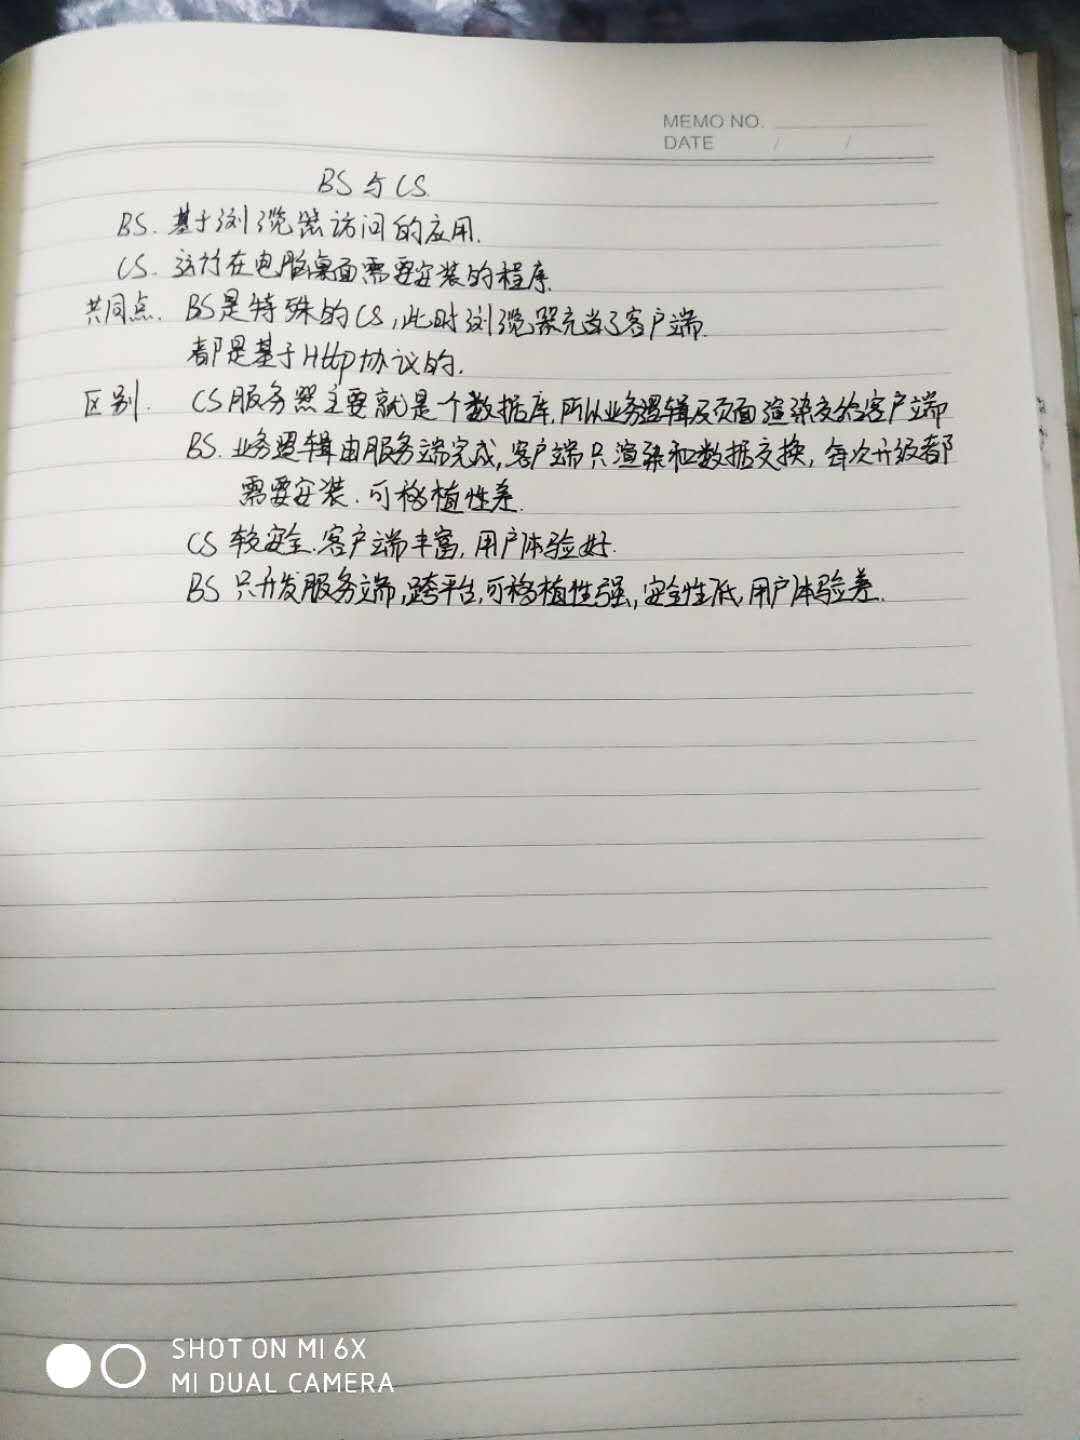 MEMO NO.
DATE / /
BS与CS
BS. 基于浏览器访问的应用.
CS. 运行在电脑桌面需要安装的程序.
共同点. BS是特殊的CS,此时浏览器充当了客户端.
都是基于Http协议的.
区别. CS服务器主要就是个数据库,所以业务逻辑及页面渲染交给客户端
BS. 业务逻辑由服务端完成,客户端只渲染和数据交换,每次升级都
需要安装.可移植性差.
CS 较安全.客户端丰富,用户体验好.
BS 只开发服务端,跨平台,可移植性强,安全性低,用户体验差.
SHOT ON MI 6X
MI DUAL CAMERA